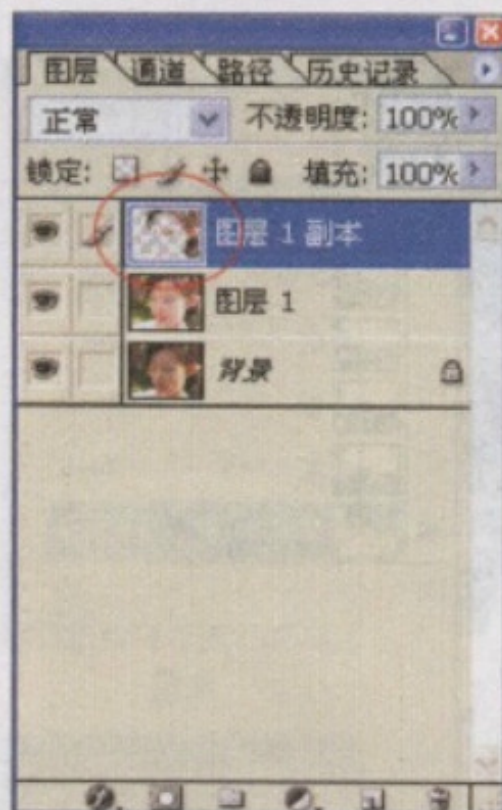 图层 通道 路径 历史记录
正常 不透明度: 100%
锁定: 填充: 100%
图层 1 副本
图层 1
背景